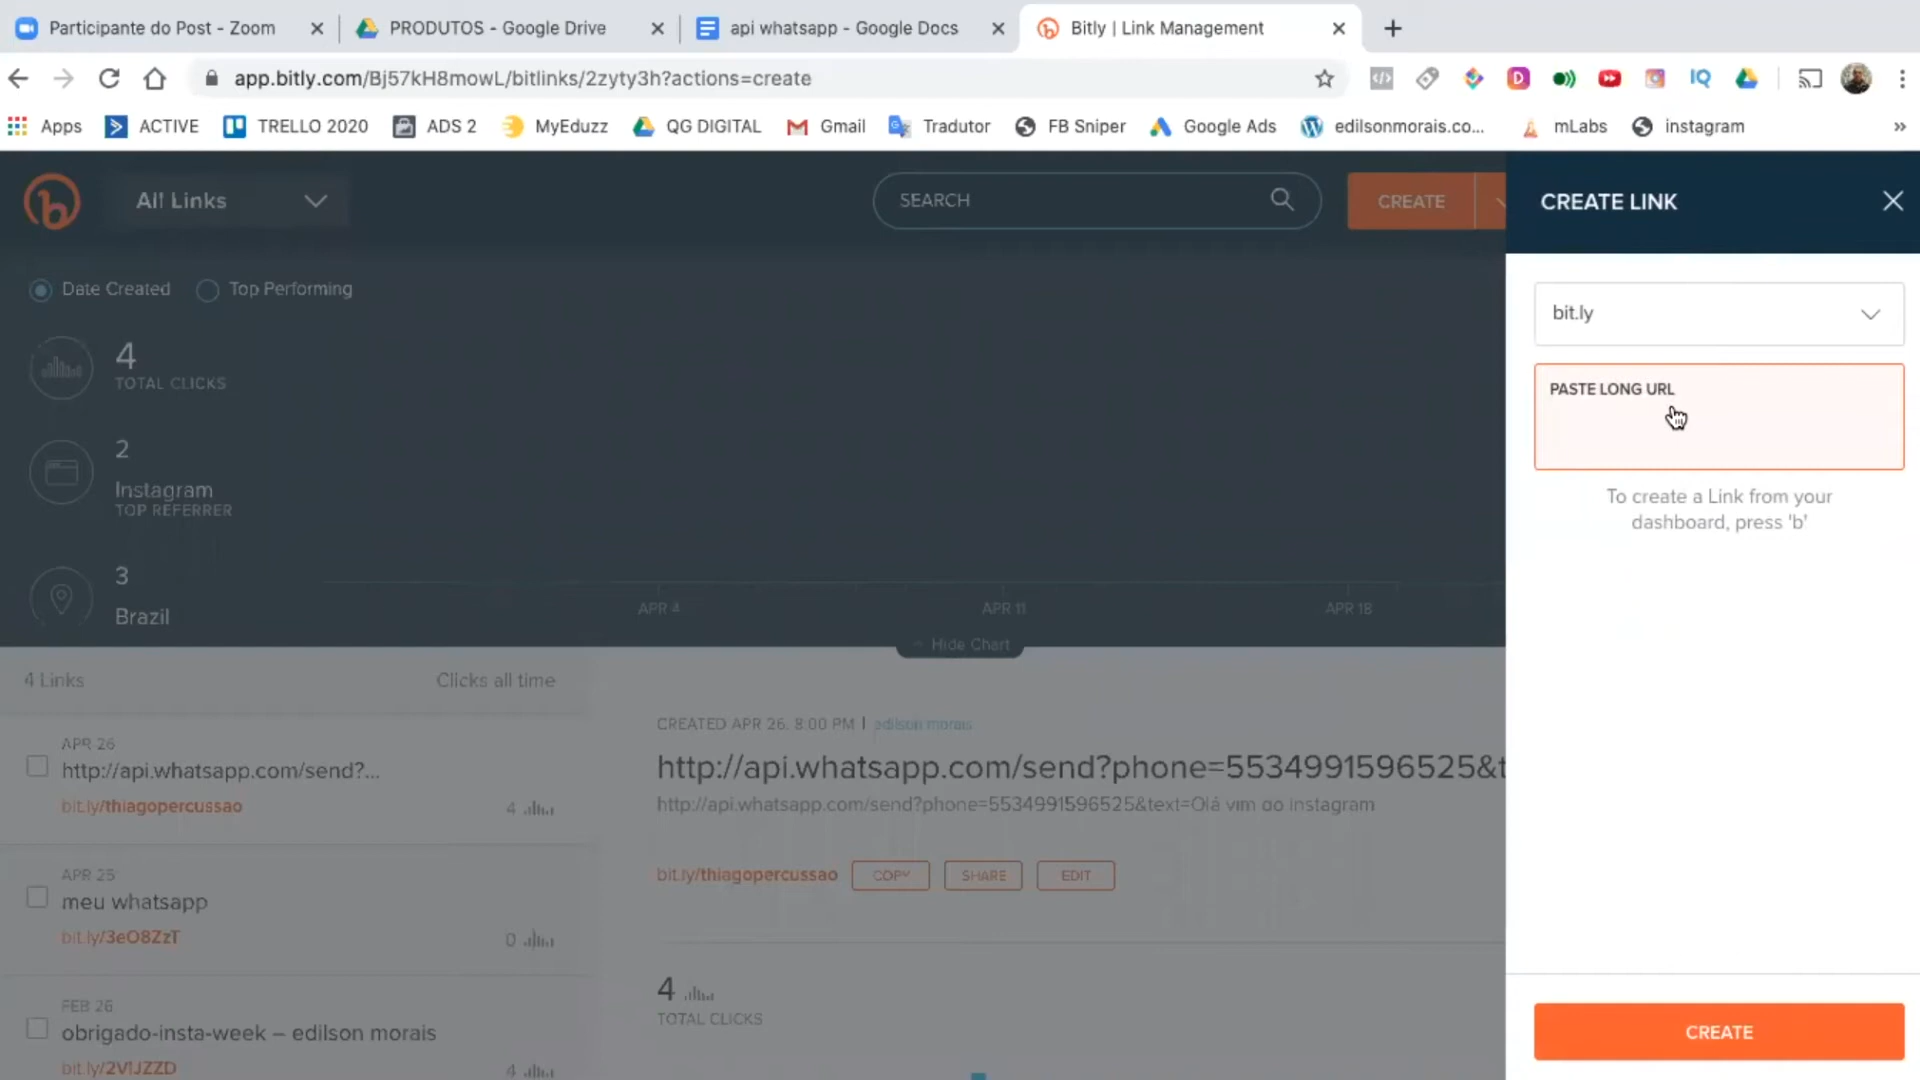 Participante do Post - Zoom
PRODUTOS - Google Drive
api whatsapp - Google Docs
Bitly | Link Management
app.bitly.com/Bj57kH8mowL/bitlinks/2zyty3h?actions=create
Apps
ACTIVE
TRELLO 2020
ADS 2
MyEduzz
QG DIGITAL
Gmail
Tradutor
FB Sniper
Google Ads
edilsonmorais.co...
mLabs
instagram
All Links
SEARCH
CREATE
CREATE LINK
Date Created
Top Performing
bit.ly
4
TOTAL CLICKS
PASTE LONG URL
2
Instagram
TOP REFERRER
To create a Link from your
dashboard, press 'b'
3
Brazil
APR 4
APR 11
APR 18
Hide Chart
4 Links
Clicks all time
CREATED APR 26, 8:00 PM | edilson morais
APR 26
http://api.whatsapp.com/send?...
bit.ly/thiagopercussao
4
http://api.whatsapp.com/send?phone=5534991596525&t
http://api.whatsapp.com/send?phone=5534991596525&text=Olá vim do instagram
bit.ly/thiagopercussao
COPY
SHARE
EDIT
APR 25
meu whatsapp
bit.ly/3eO8ZzT
0
4
TOTAL CLICKS
FEB 26
obrigado-insta-week – edilson morais
bit.ly/2VIJZZD
4
CREATE